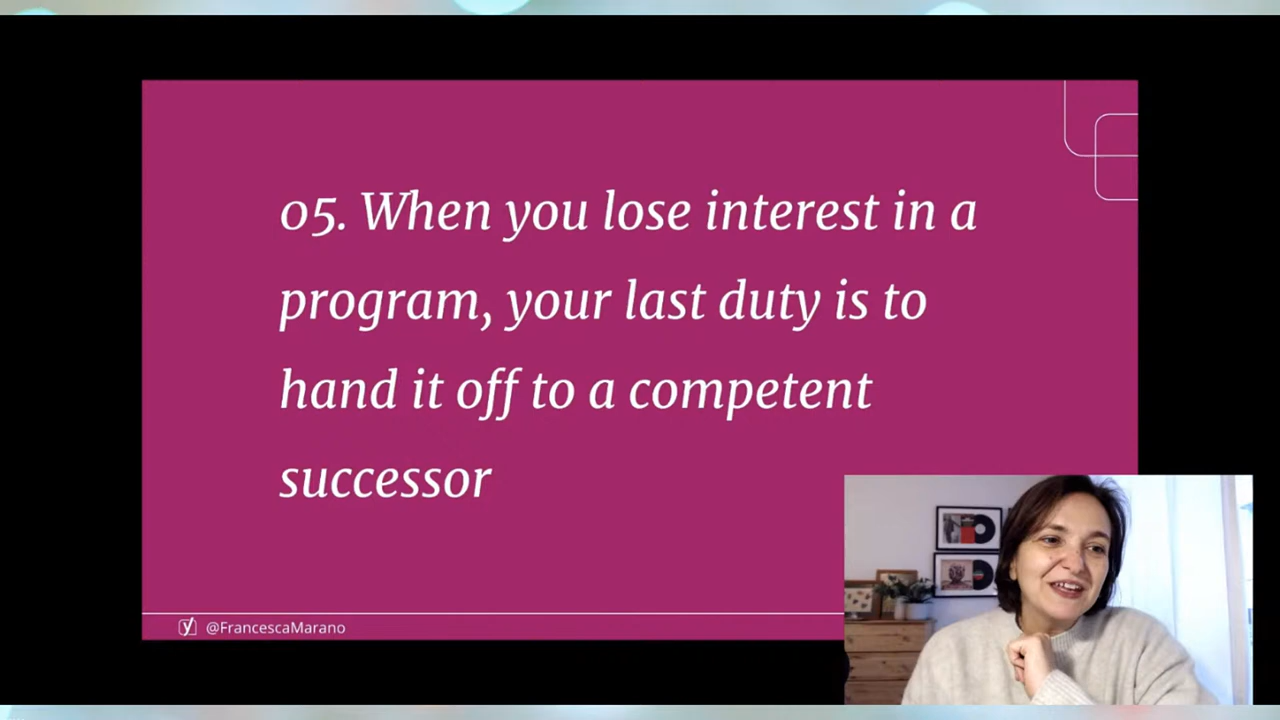 05. When you lose interest in a
program, your last duty is to
hand it off to a competent
successor
@FrancescaMarano